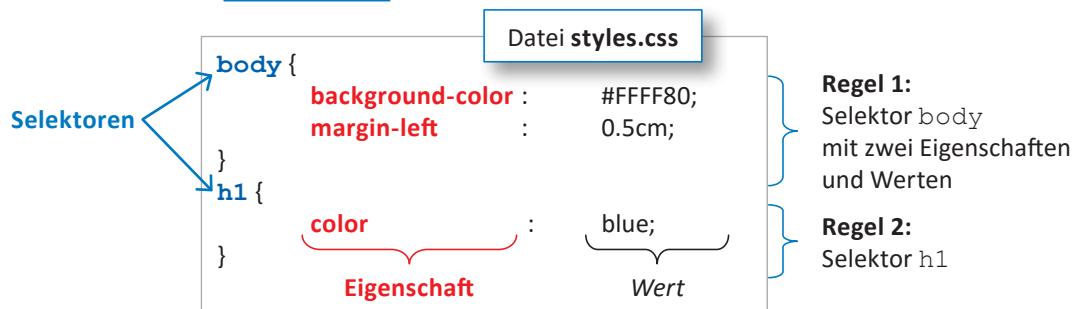 Datei styles.css
body {
background-color : #FFFF80;
margin-left : 0.5cm;
}
h1 {
color : blue;
}
Eigenschaft Wert
Selektoren
Regel 1:
Selektor body
mit zwei Eigenschaften
und Werten
Regel 2:
Selektor h1